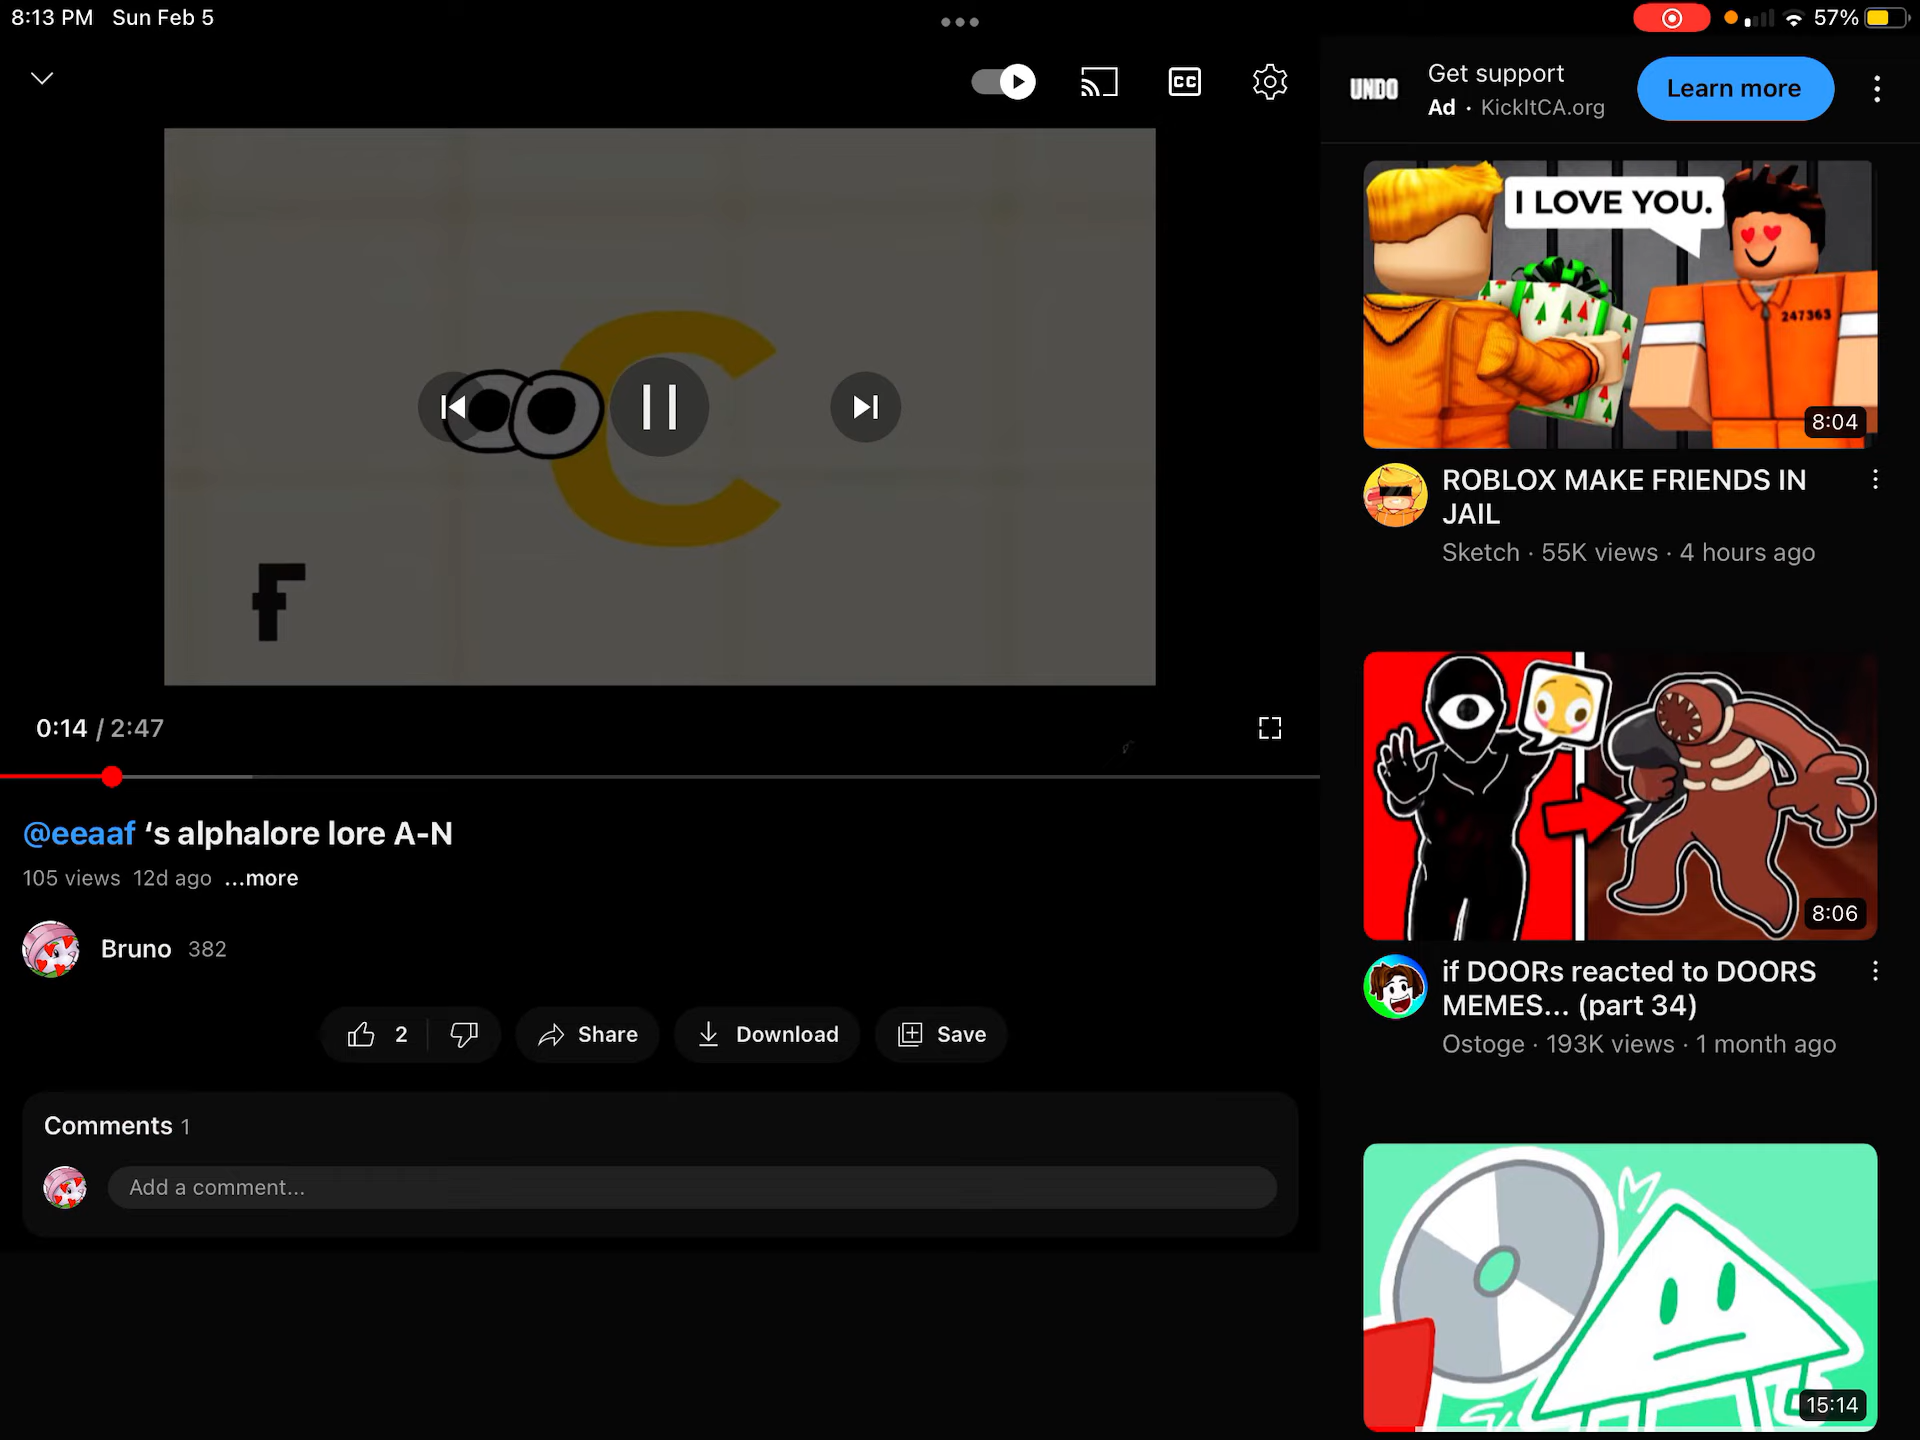 8:13 PM Sun Feb 5
57%
CC
C
F
0:14 / 2:47
@eeaaf ‘s alphalore lore A-N
105 views 12d ago ...more
Bruno 382
2
Share
Download
Save
Comments 1
Add a comment...
UNDO
Get support
Ad · KickItCA.org
Learn more
I LOVE YOU.
247363
8:04
ROBLOX MAKE FRIENDS IN
JAIL
Sketch · 55K views · 4 hours ago
8:06
if DOORs reacted to DOORS
MEMES... (part 34)
Ostoge · 193K views · 1 month ago
15:14